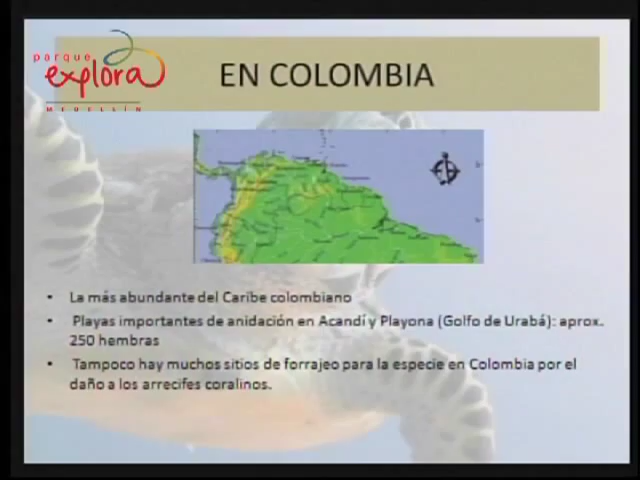 parque
explora
MEDELLÍN
EN COLOMBIA
• La más abundante del Caribe colombiano
• Playas importantes de anidación en Acandí y Playona (Golfo de Urabá): aprox.
250 hembras
• Tampoco hay muchos sitios de forrajeo para la especie en Colombia por el
daño a los arrecifes coralinos.